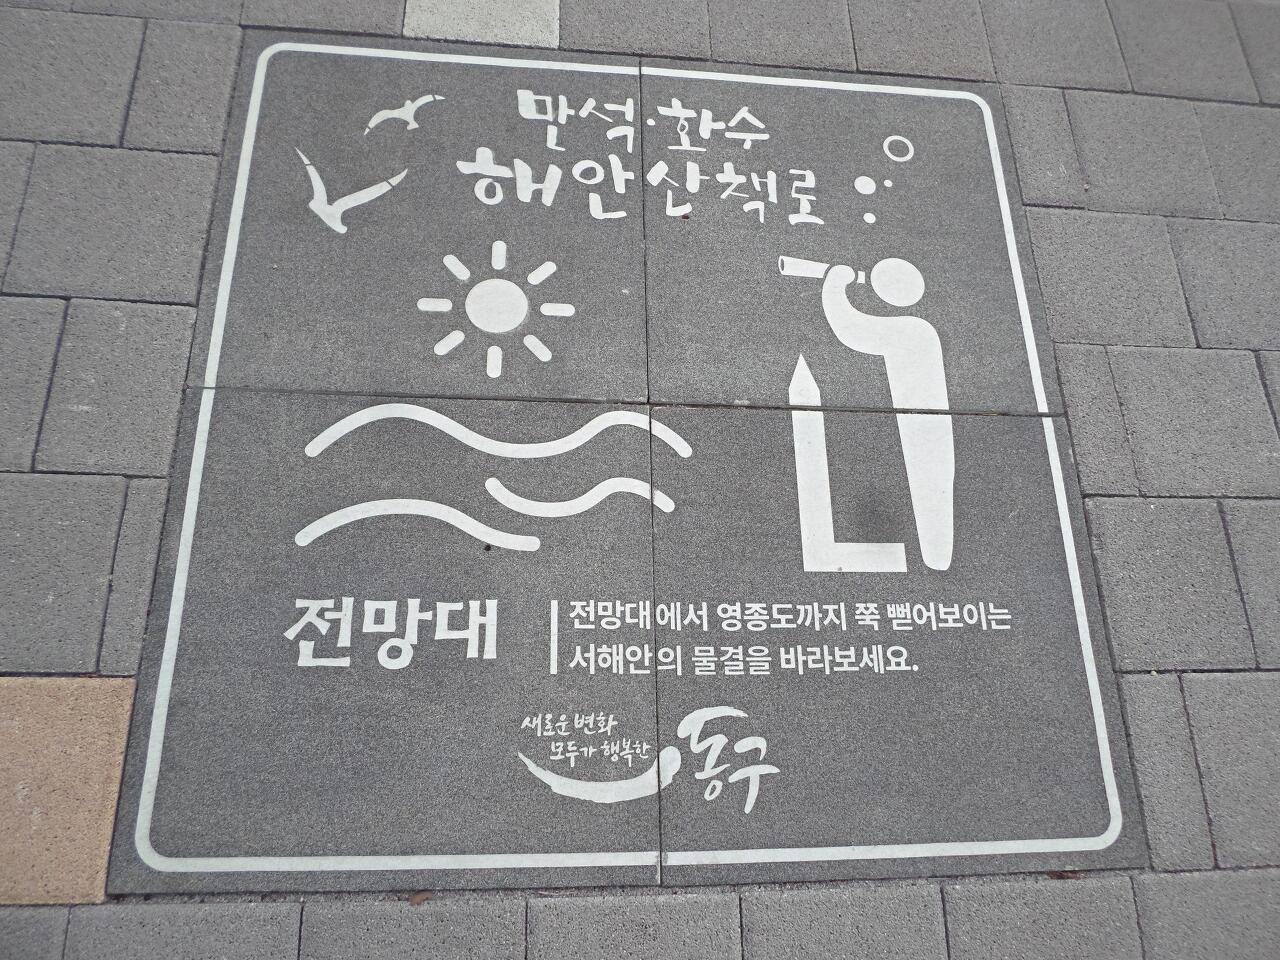 만석·화수
해안산책로
전망대
전망대에서 영종도까지 쭉 뻗어보이는
서해안의 물결을 바라보세요.
새로운 변화
모두가 행복한
동구